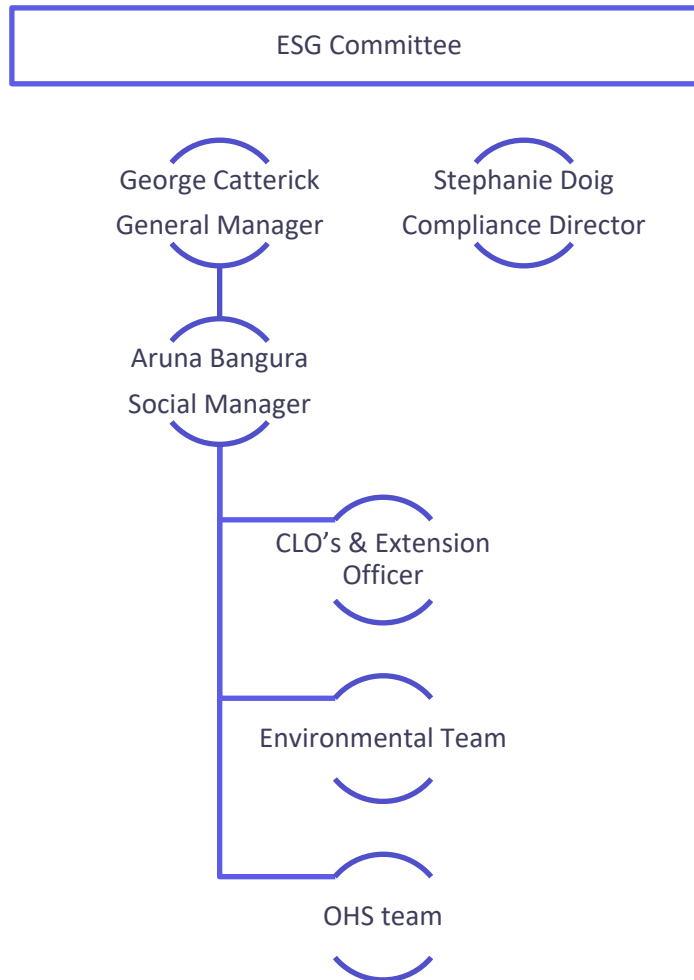 ESG Committee
George Catterick
General Manager
Stephanie Doig
Compliance Director
Aruna Bangura
Social Manager
CLO’s & Extension
Officer
Environmental Team
OHS team